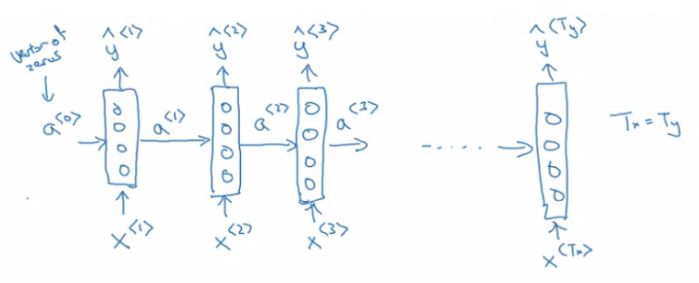 vector of
zeros
a<0>
ŷ<1>
a<1>
x<1>
ŷ<2>
a<2>
x<2>
ŷ<3>
a<3>
x<3>
ŷ<Ty>
x<Tx>
Tx = Ty